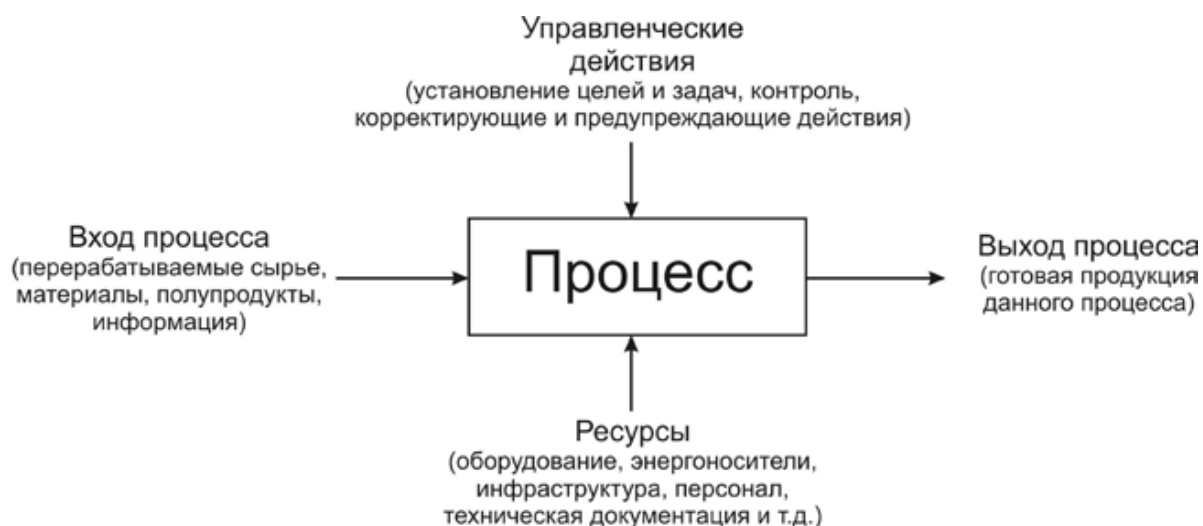 Управленческие
действия
(установление целей и задач, контроль,
корректирующие и предупреждающие действия)
Вход процесса
(перерабатываемые сырье,
материалы, полупродукты,
информация)
Процесс
Выход процесса
(готовая продукция
данного процесса)
Ресурсы
(оборудование, энергоносители,
инфраструктура, персонал,
техническая документация и т.д.)